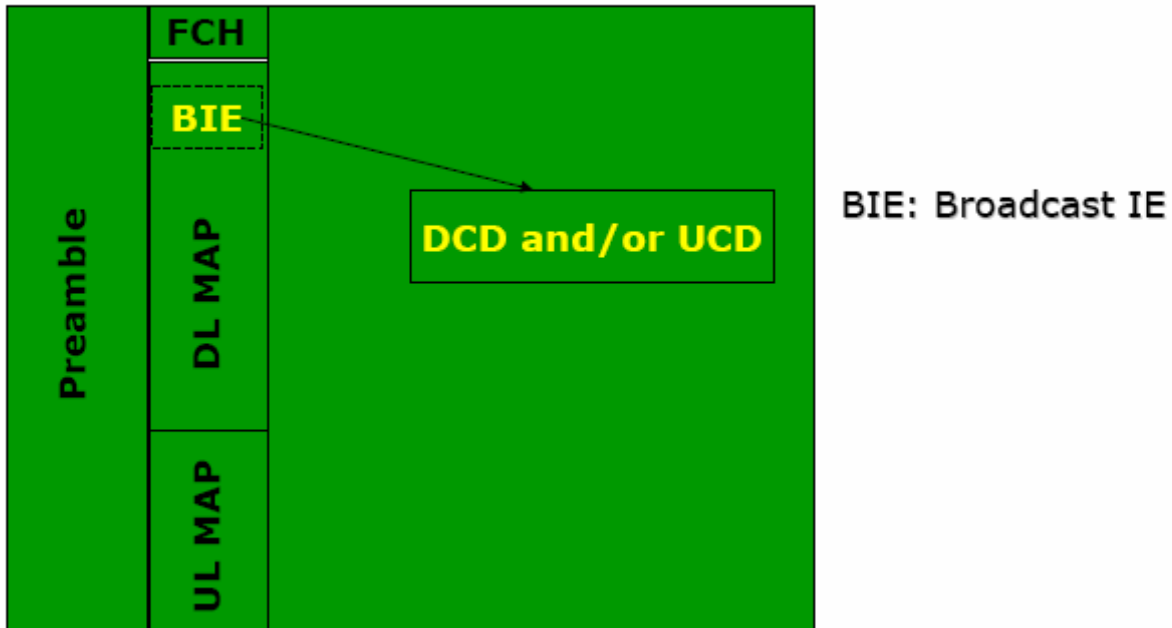 Preamble
FCH
BIE
DL MAP
UL MAP
DCD and/or UCD
BIE: Broadcast IE